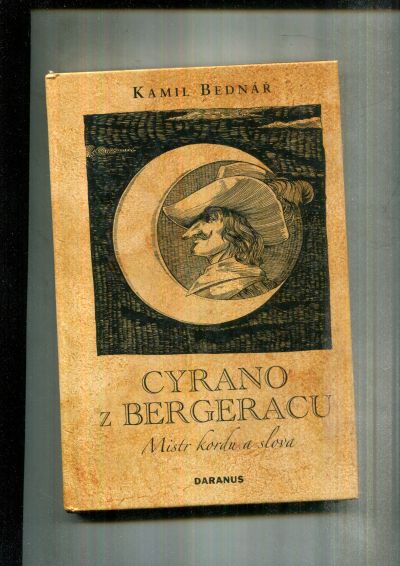 KAMIL BEDNÁŘ
CYRANO
Z BERGERACU
Mistr kordu a slova
DARANUS